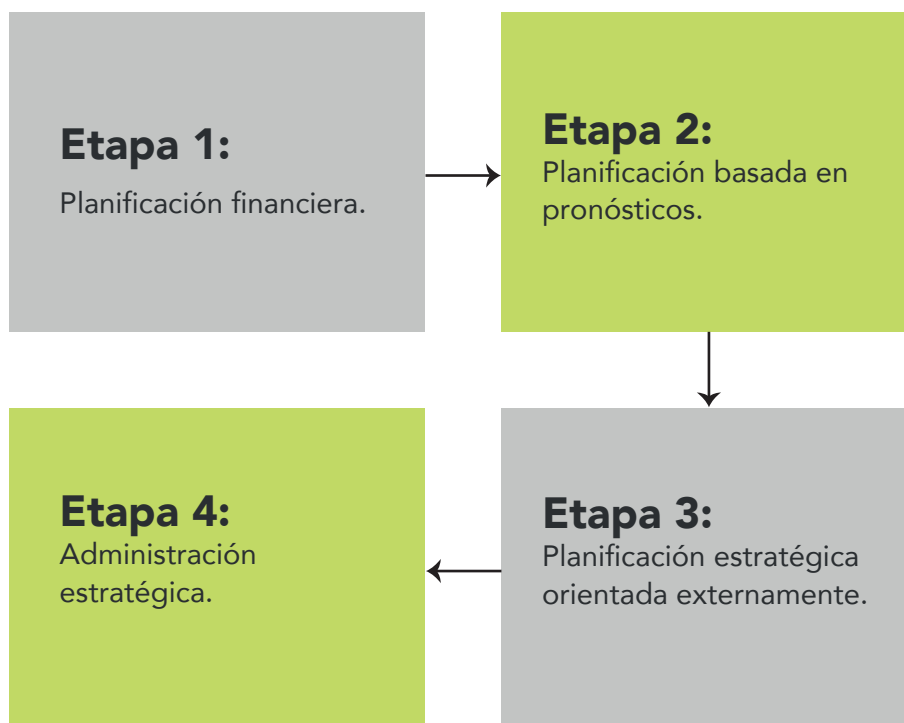 Etapa 1:
Planificación financiera.
Etapa 2:
Planificación basada en
pronósticos.
Etapa 3:
Planificación estratégica
orientada externamente.
Etapa 4:
Administración
estratégica.